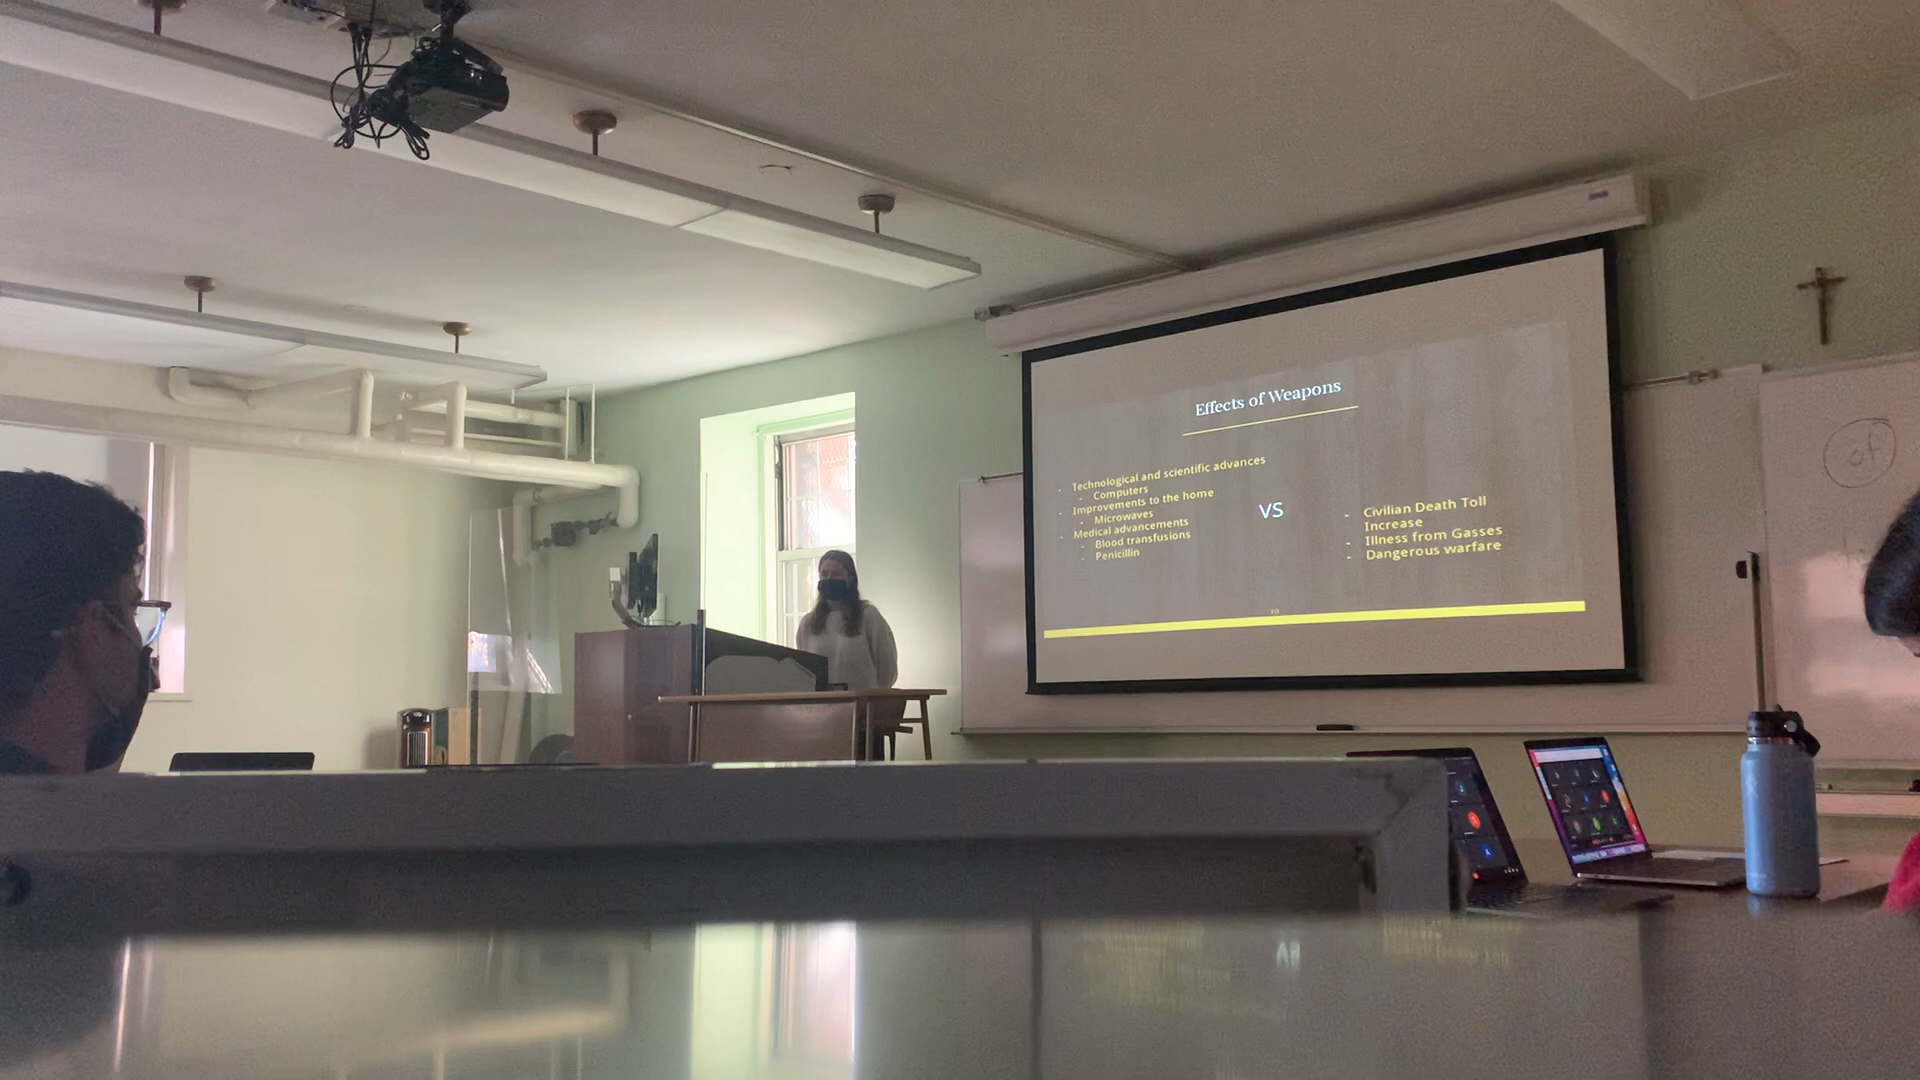 Effects of Weapons
- Technological and scientific advances
- Computers
- Improvements to the home
- Microwaves
- Medical advancements
- Blood transfusions
- Penicillin
VS
- Civilian Death Toll
Increase
- Illness from Gasses
- Dangerous warfare
of